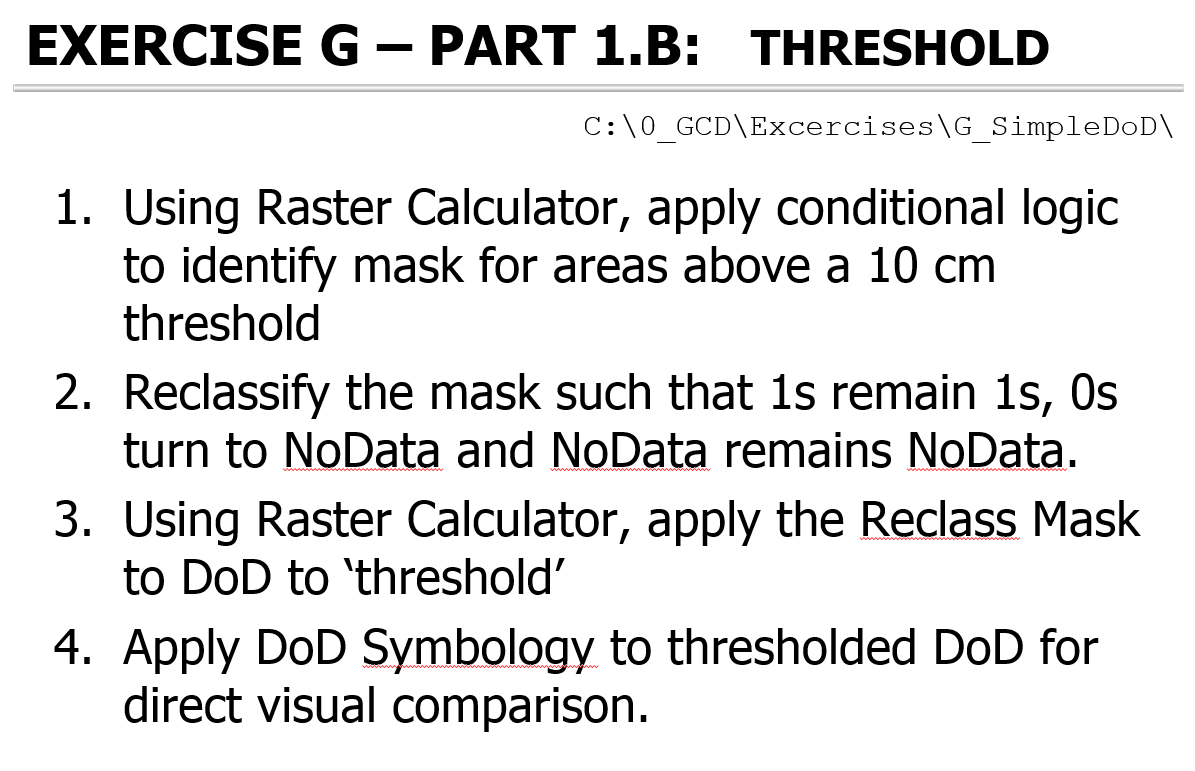 EXERCISE G – PART 1.B: THRESHOLD
C:\0_GCD\Excercises\G_SimpleDoD\
1. Using Raster Calculator, apply conditional logic
to identify mask for areas above a 10 cm
threshold
2. Reclassify the mask such that 1s remain 1s, 0s
turn to NoData and NoData remains NoData.
3. Using Raster Calculator, apply the Reclass Mask
to DoD to ‘threshold’
4. Apply DoD Symbology to thresholded DoD for
direct visual comparison.